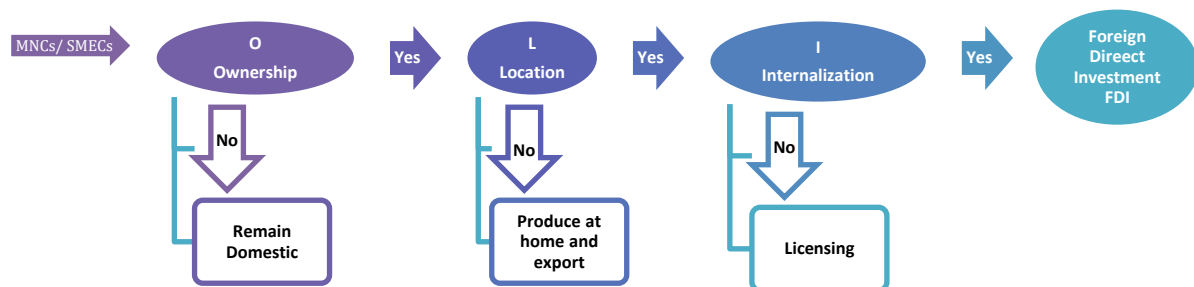 MNCs/ SMECs
O
Ownership
Yes
L
Location
Yes
I
Internalization
Yes
Foreign
Direect
Investment
FDI
No
No
No
Remain
Domestic
Produce at
home and
export
Licensing